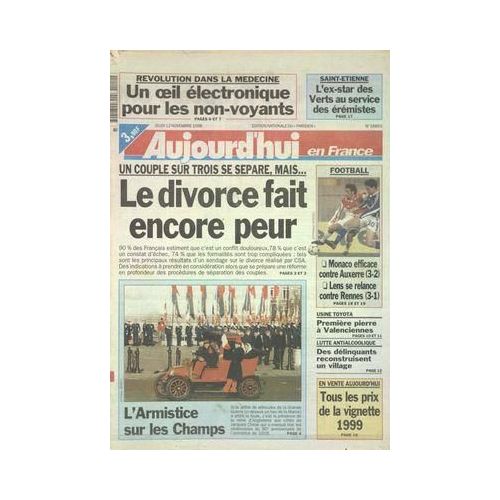 REVOLUTION DANS LA MEDECINE
Un œil électronique
pour les non-voyants
PAGES 6 ET 7
SAINT-ETIENNE
L'ex-star des
Verts au service
des érémistes
PAGE 17
JEUDI 12 NOVEMBRE 1998
EDITION NATIONALE DU « PARISIEN »
Aujourd'hui
en France
UN COUPLE SUR TROIS SE SEPARE, MAIS...
Le divorce fait
encore peur
90 % des Français estiment que c'est un conflit douloureux, 78 % que c'est
un constat d'échec, 74 % que les formalités sont trop compliquées : tels
sont les principaux résultats d'un sondage sur le divorce réalisé par CSA.
Des indications à prendre en considération alors que se prépare une réforme
en profondeur des procédures de séparation des couples.
PAGES 2 ET 3
FOOTBALL
Monaco efficace
contre Auxerre (3-2)
Lens se relance
contre Rennes (3-1)
PAGES 18 ET 19
USINE TOYOTA
Première pierre
à Valenciennes
PAGES 10 ET 11
LUTTE ANTIALCOOLIQUE
Des délinquants
reconstruisent
un village
PAGE 12
EN VENTE AUJOURD'HUI
Tous les prix
de la vignette
1999
L'Armistice
sur les Champs
PAGE 4